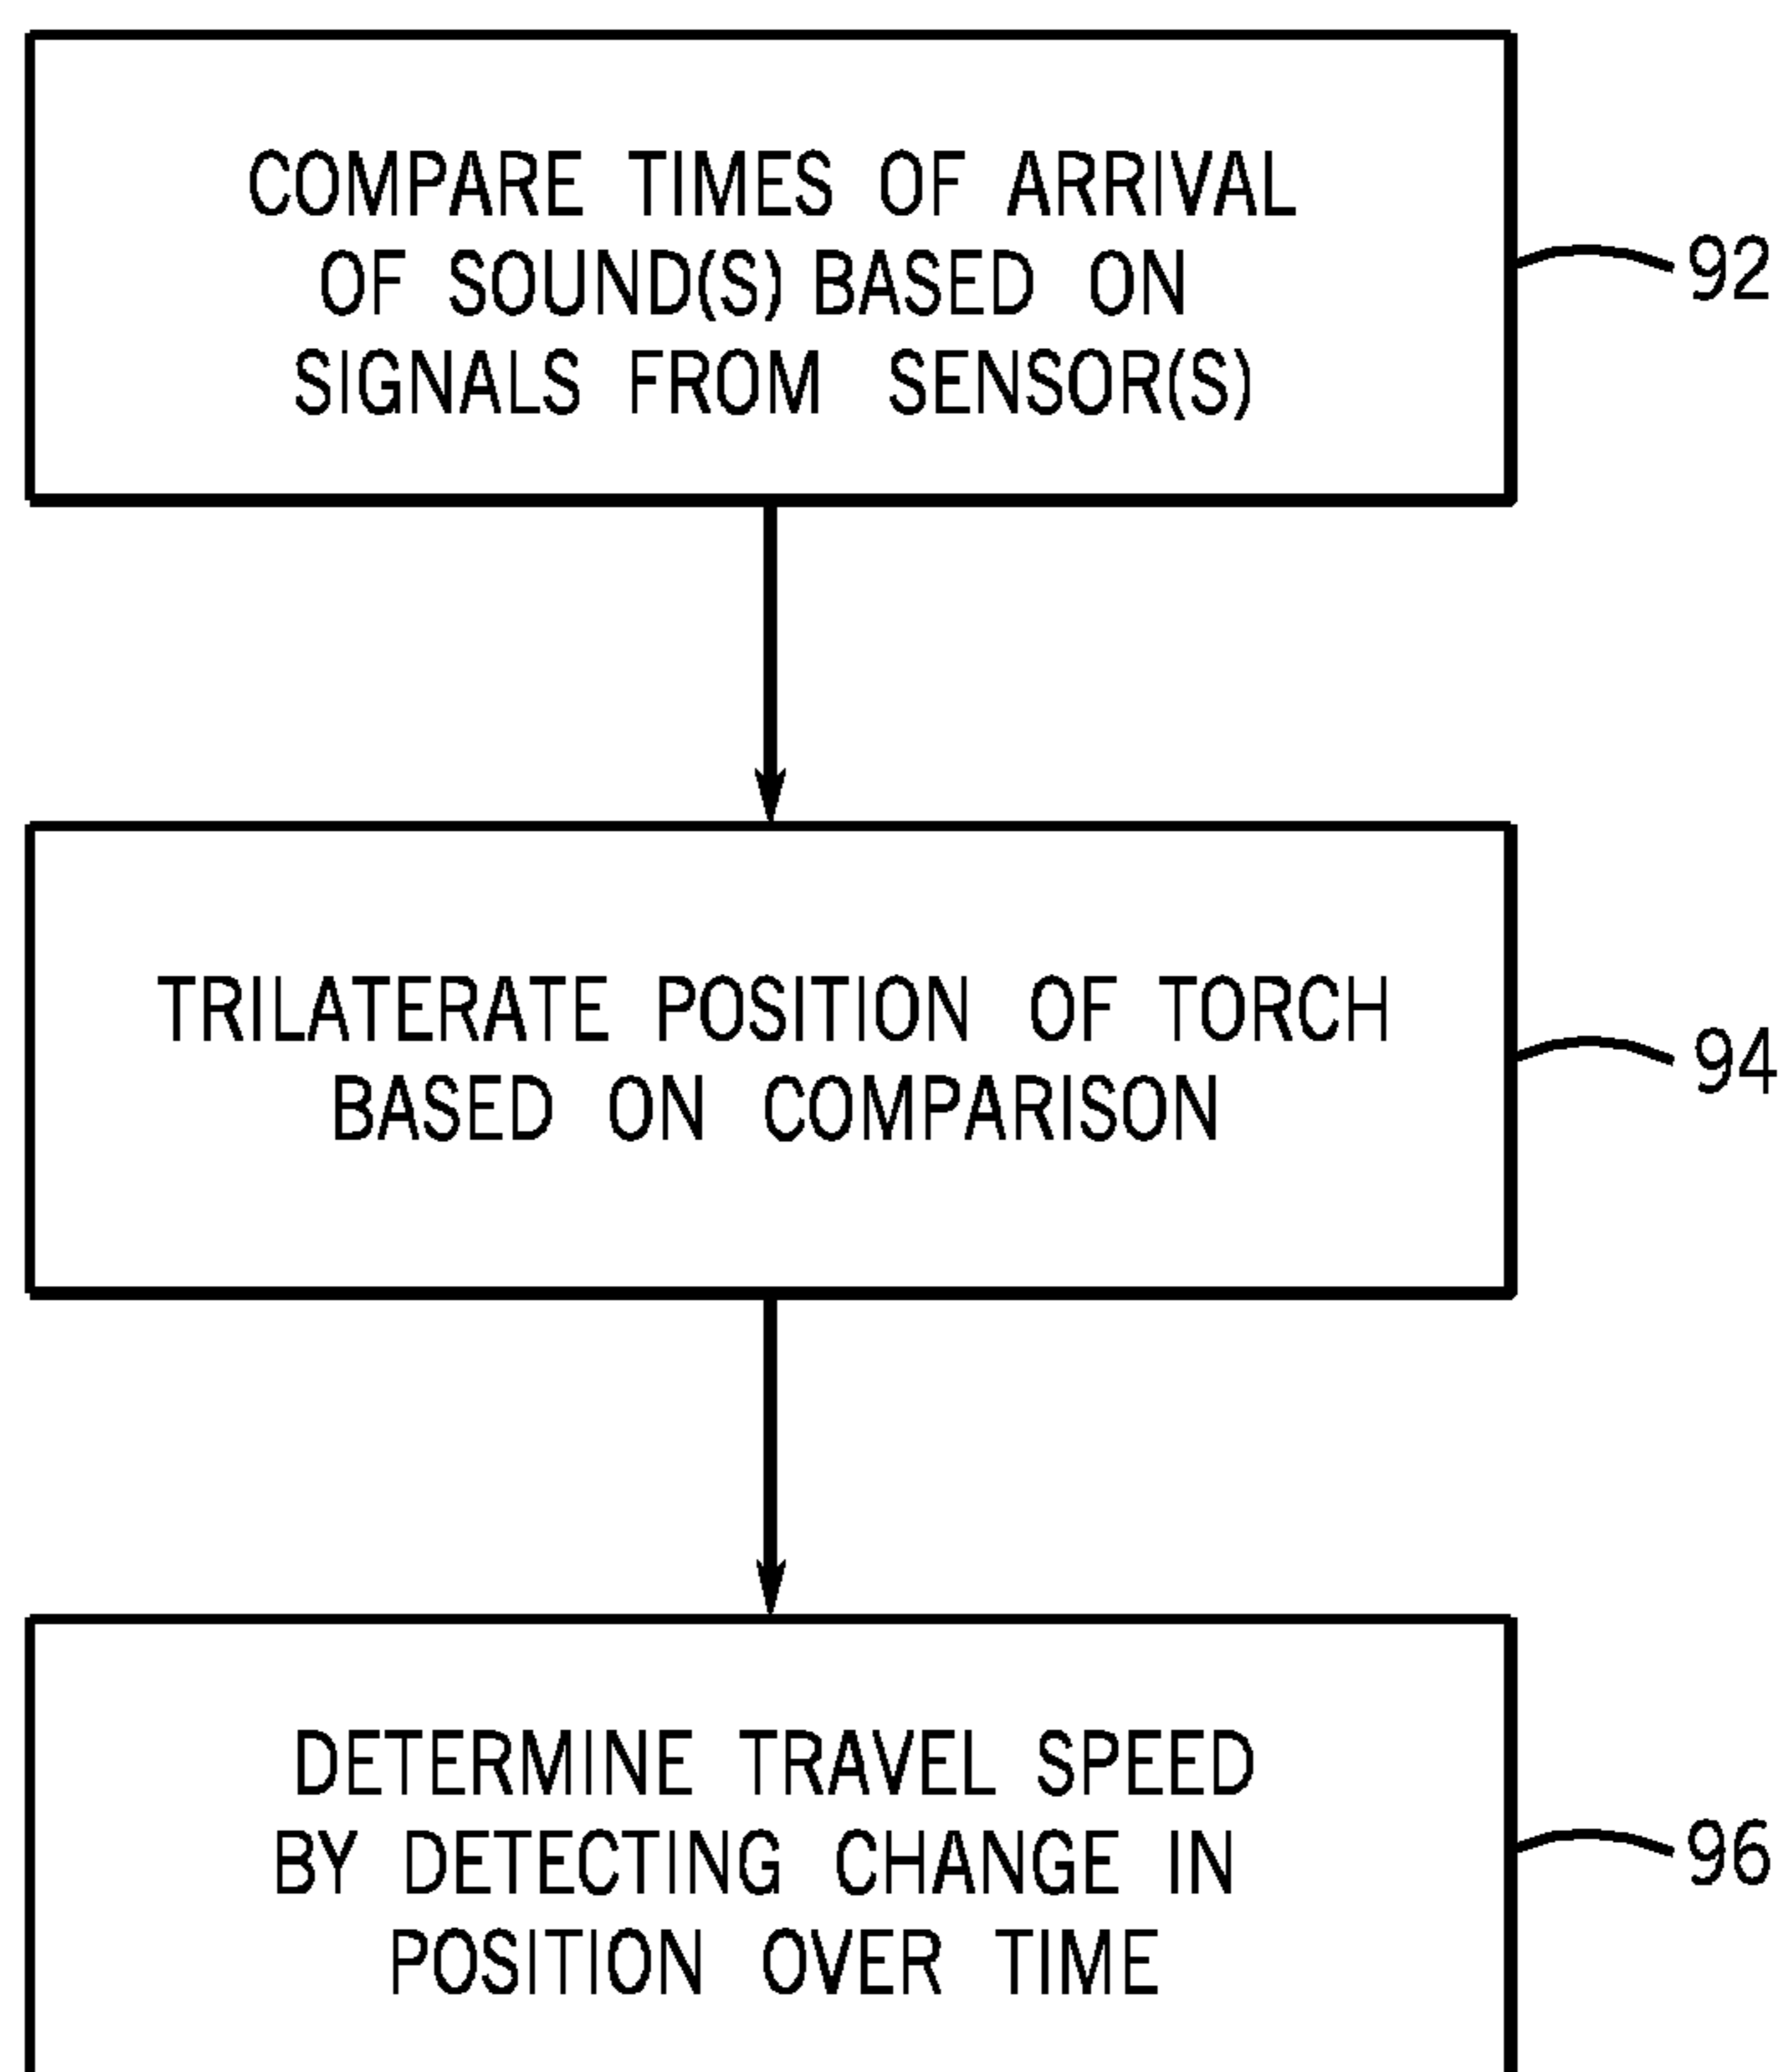 COMPARE TIMES OF ARRIVAL
OF SOUND(S) BASED ON
SIGNALS FROM SENSOR(S)
92
TRILATERATE POSITION OF TORCH
BASED ON COMPARISON
94
DETERMINE TRAVEL SPEED
BY DETECTING CHANGE IN
POSITION OVER TIME
96